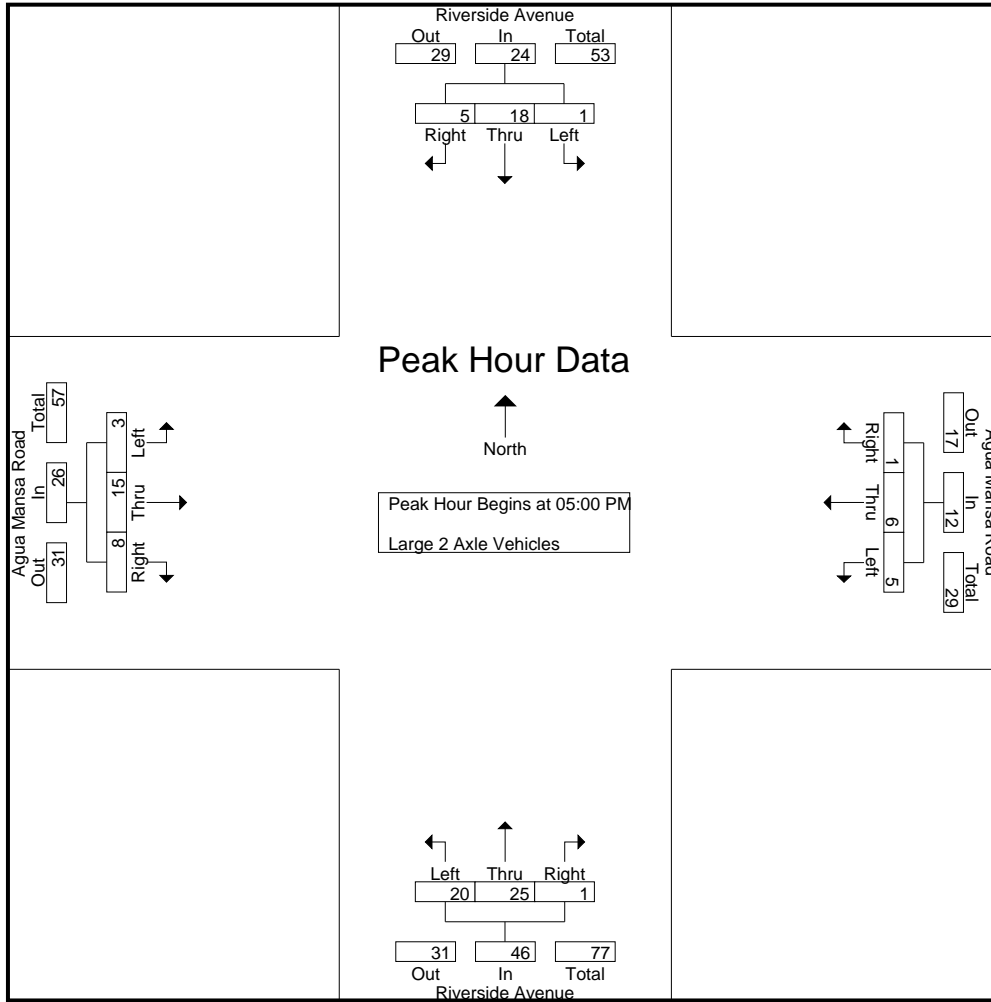 Riverside Avenue
Out In Total
29 24 53
5 18 1
Right Thru Left
Peak Hour Data
North
Peak Hour Begins at 05:00 PM
Large 2 Axle Vehicles
Agua Mansa Road
Total In Out
57 26 31
3 15 8
Left Thru Right
Agua Mansa Road
Out In Total
17 12 29
1 6 5
Right Thru Left
Left Thru Right
20 25 1
31 46 77
Out In Total
Riverside Avenue